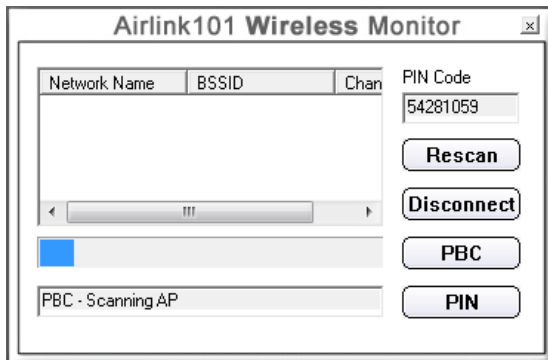 Airlink101 Wireless Monitor
Network Name BSSID Chan
PIN Code
54281059
Rescan
Disconnect
PBC
PBC - Scanning AP
PIN